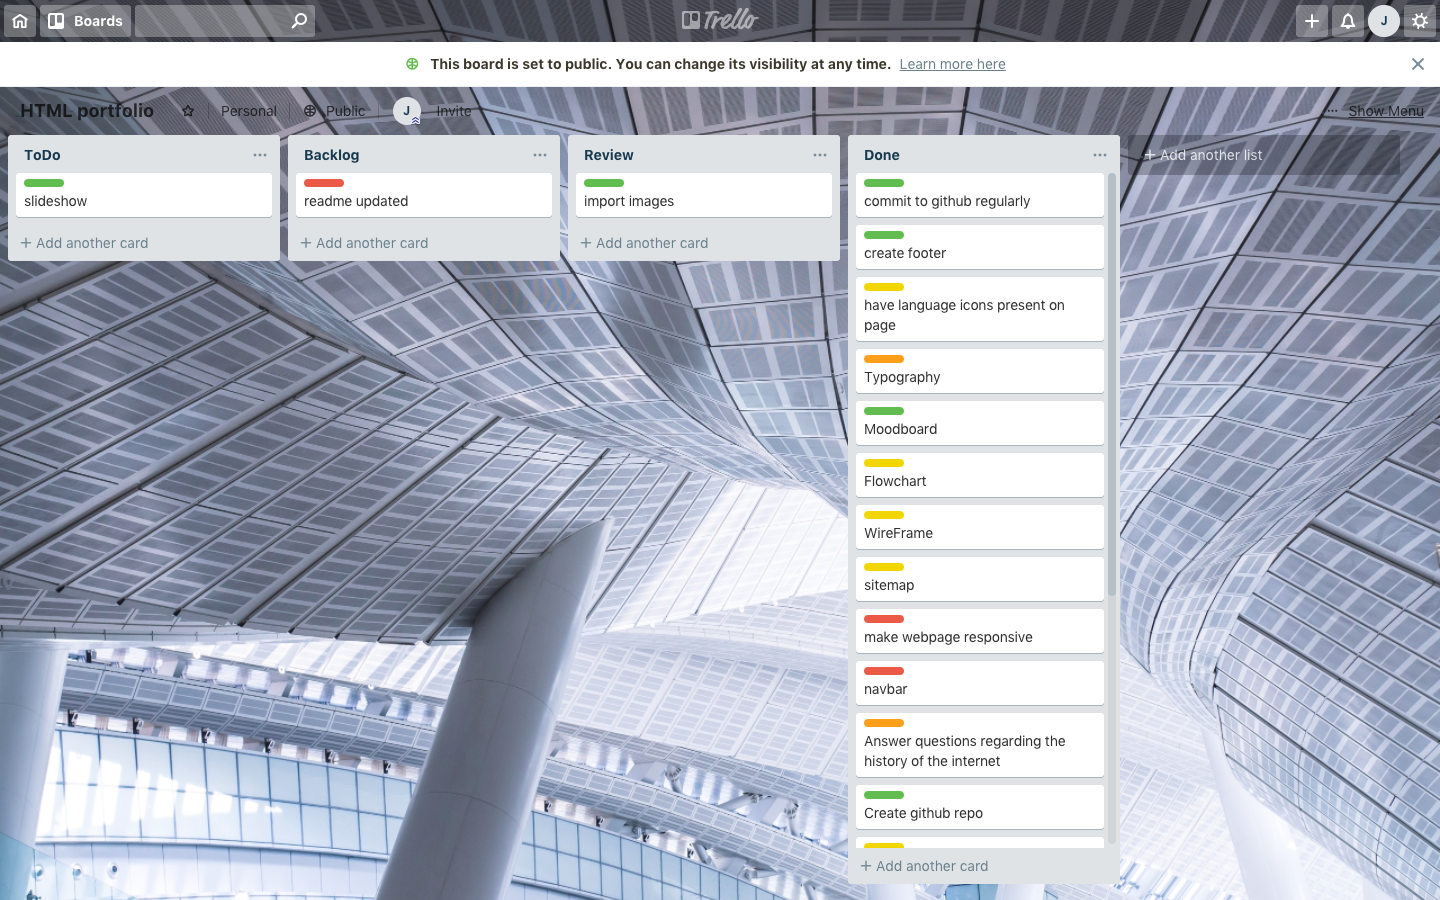 Boards
Trello
J
This board is set to public. You can change its visibility at any time. Learn more here
HTML portfolio
Personal
Public
J
Invite
··· Show Menu
ToDo
slideshow
+ Add another card
Backlog
readme updated
+ Add another card
Review
import images
+ Add another card
Done
commit to github regularly
create footer
have language icons present on
page
Typography
Moodboard
Flowchart
WireFrame
sitemap
make webpage responsive
navbar
Answer questions regarding the
history of the internet
Create github repo
+ Add another card
+ Add another list